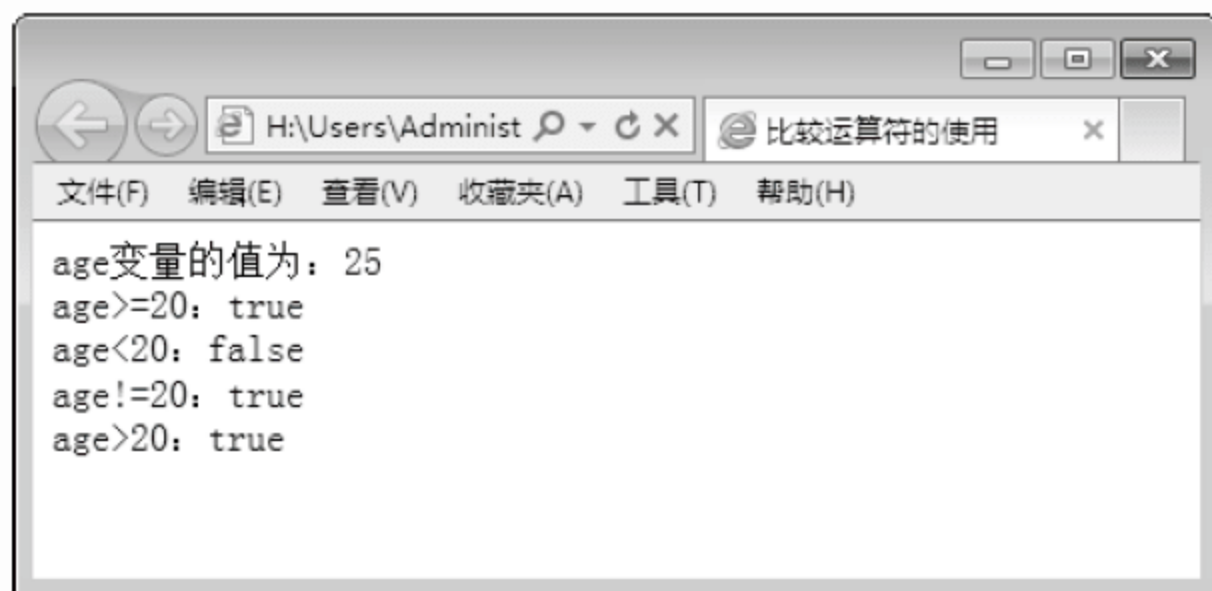 H:\Users\Administ
比较运算符的使用
文件(F) 编辑(E) 查看(V) 收藏夹(A) 工具(T) 帮助(H)
age变量的值为：25
age>=20：true
age<20：false
age!=20：true
age>20：true